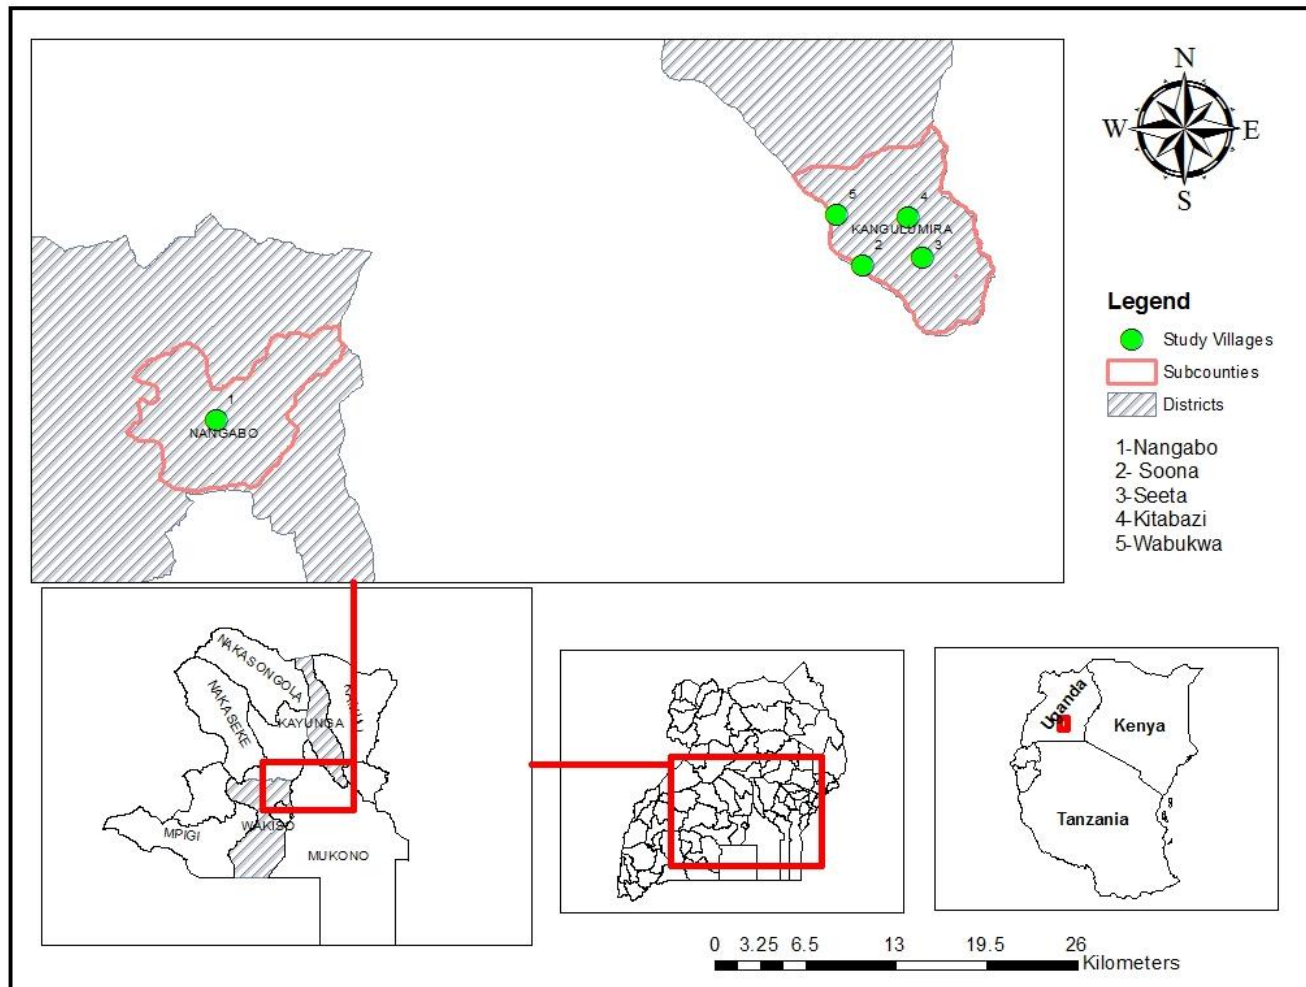 N
W E
S
5
4
KANGULUMIRA
2
3
1
NANGABO
Legend
Study Villages
Subcounties
Districts
1-Nangabo
2- Soona
3-Seeta
4-Kitabazi
5-Wabukwa
NAKASONGOLA
NAKASEKE
KAYUNGA
WAKISO
MPIGI
MUKONO
Uganda
Kenya
Tanzania
0 3.25 6.5 13 19.5 26
Kilometers